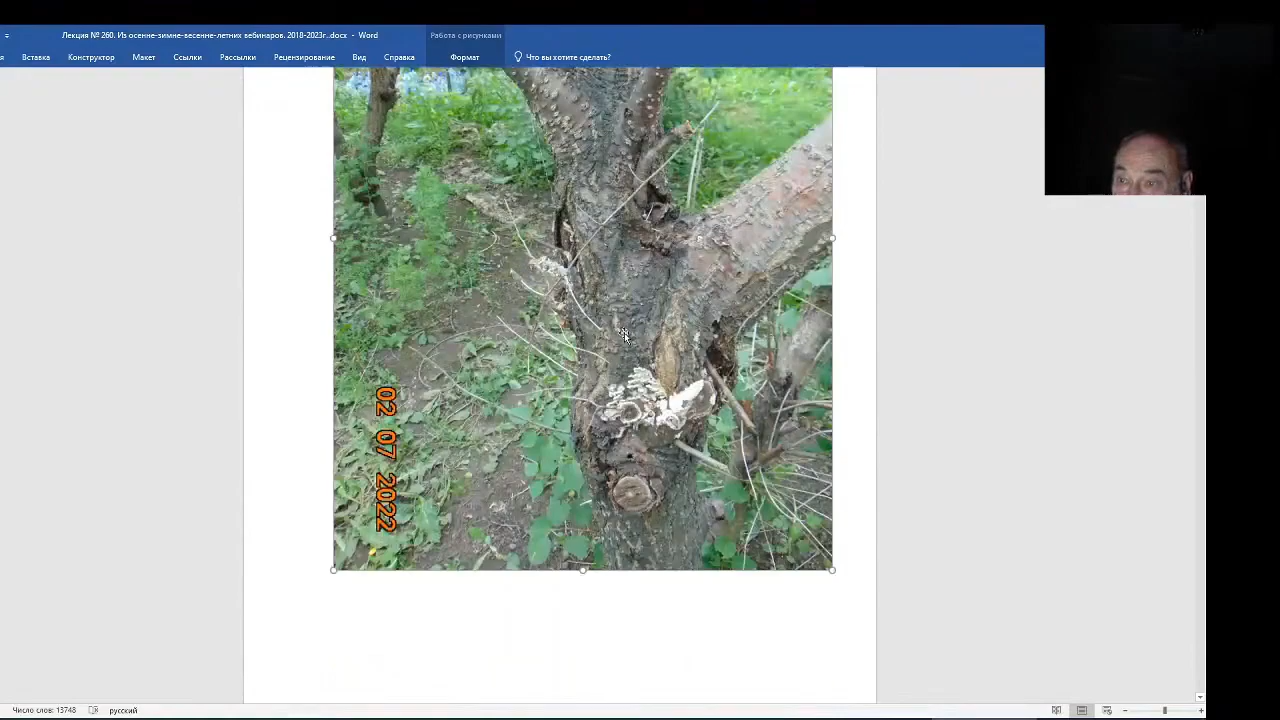 Лекция № 260. Из осенне-зимне-весенне-летних вебинаров. 2018-2023г..docx - Word
Работа с рисунками
Вставка Конструктор Макет Ссылки Рассылки Рецензирование Вид Справка Формат Что вы хотите сделать?
02 07 2022
Число слов: 13748 русский